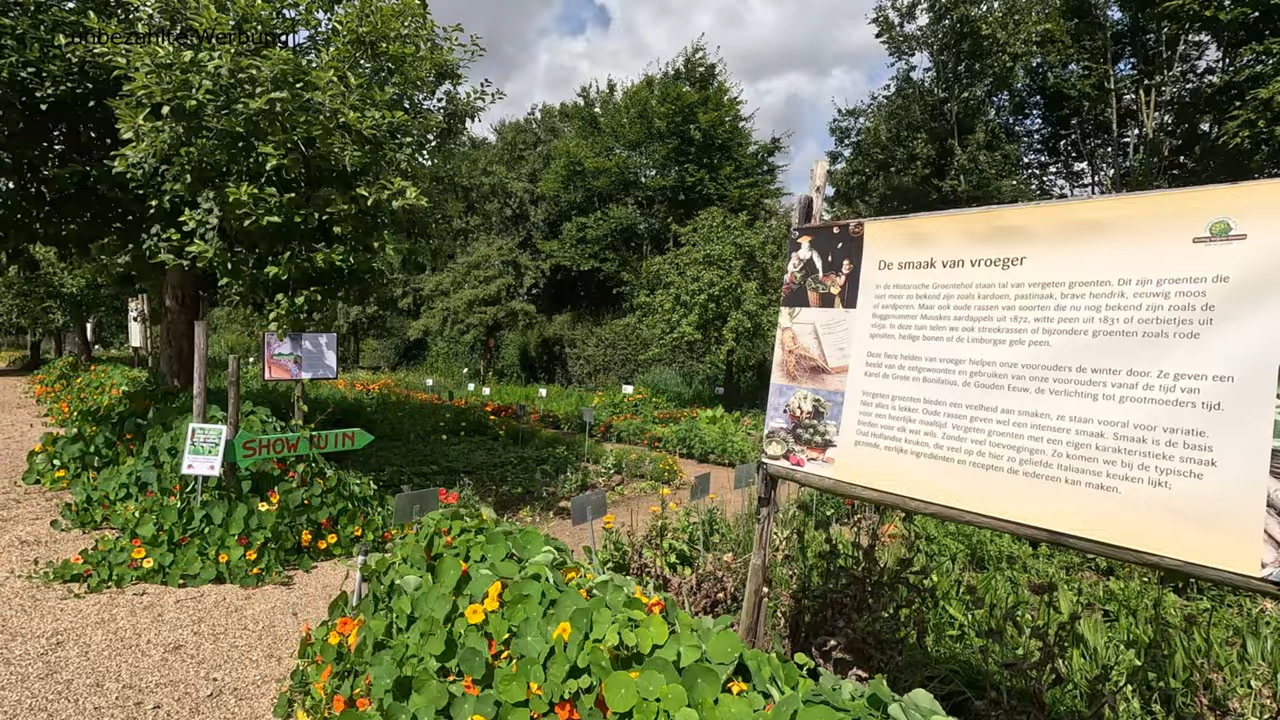 unbezahlte Werbung|
De smaak van vroeger
In de Historische Groentehof staan tal van vergeten groenten. Dit zijn groenten die
niet meer zo bekend zijn zoals kardoen, pastinaak, brave hendrik, eeuwig moos
of aardperen. Maar ook oude rassen van soorten die nu nog bekend zijn zoals de
Buggenummer Muuskes aardappels uit 1872, witte peen uit 1831 of oerbietjes uit
1650. In deze tuin telen we ook streekrassen of bijzondere groenten zoals rode
spruiten, heilige bonen of de Limburgse gele peen.
Deze fiere helden van vroeger hielpen onze voorouders de winter door. Ze geven een
beeld van de eetgewoontes en gebruiken van onze voorouders vanaf de tijd van
Karel de Grote en Bonifatius, de Gouden Eeuw, de Verlichting tot grootmoeders tijd.
Vergeten groenten bieden een veelheid aan smaken, ze staan vooral voor variatie.
Niet alles is lekker. Oude rassen geven wel een intensere smaak. Smaak is de basis
voor een heerlijke maaltijd. Vergeten groenten met een eigen karakteristieke smaak
bieden voor elk wat wils. Zonder veel toevoegingen. Zo komen we bij de typische
Oud Hollandse keuken, die veel op de hier zo geliefde Italiaanse keuken lijkt;
gezonde, eerlijke ingrediënten en recepten die iedereen kan maken.
SHOWTUIN